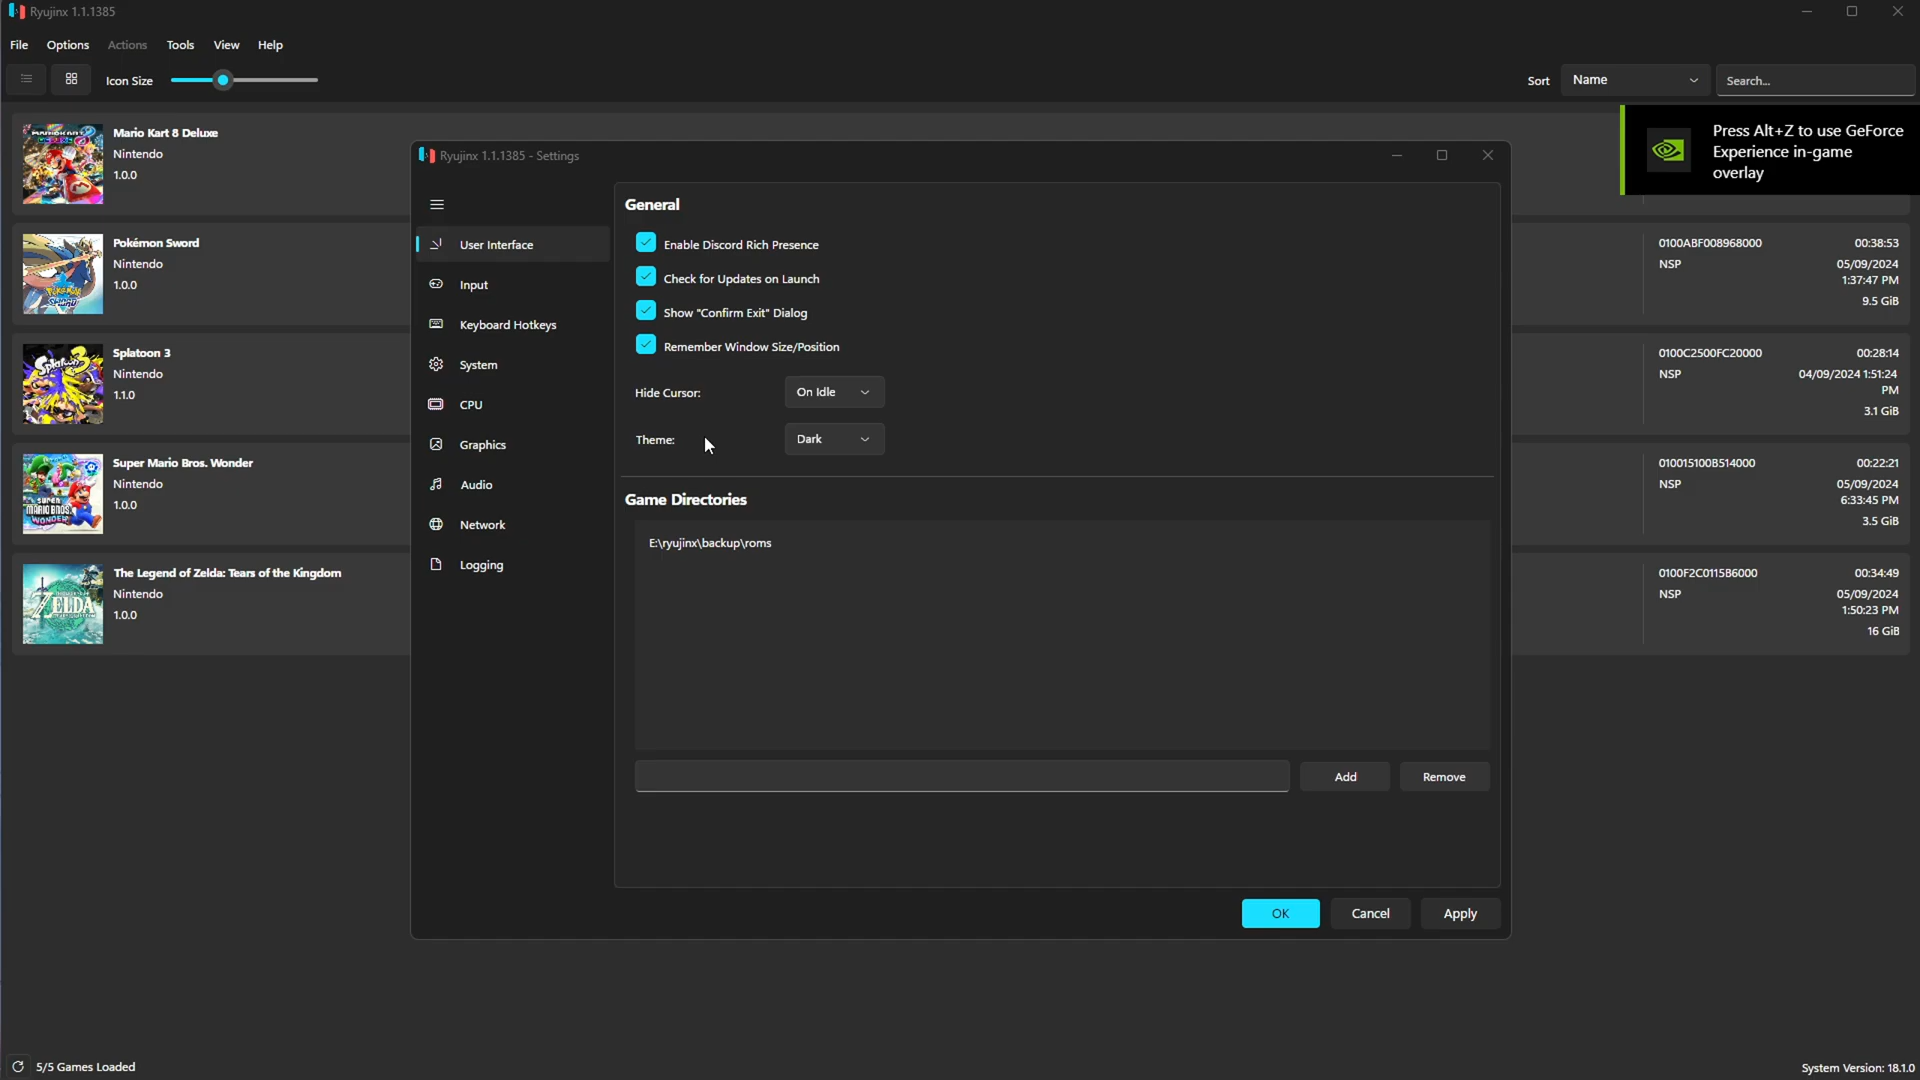 Ryujinx 1.1.1385
File Options Actions Tools View Help
Icon Size
Sort Name Search...
Press Alt+Z to use GeForce
Experience in-game
overlay
Mario Kart 8 Deluxe
Nintendo
1.0.0
Pokémon Sword
Nintendo
1.0.0
Splatoon 3
Nintendo
1.1.0
Super Mario Bros. Wonder
Nintendo
1.0.0
The Legend of Zelda: Tears of the Kingdom
Nintendo
1.0.0
Ryujinx 1.1.1385 - Settings
User Interface
Input
Keyboard Hotkeys
System
CPU
Graphics
Audio
Network
Logging
General
Enable Discord Rich Presence
Check for Updates on Launch
Show "Confirm Exit" Dialog
Remember Window Size/Position
Hide Cursor: On Idle
Theme: Dark
Game Directories
E:\ryujinx\backup\roms
Add Remove
OK Cancel Apply
0100ABF008968000 00:38:53
NSP 05/09/2024
1:37:47 PM
9.5 GiB
0100C2500FC20000 00:28:14
NSP 04/09/2024 1:51:24
PM
3.1 GiB
010015100B514000 00:22:21
NSP 05/09/2024
6:33:45 PM
3.5 GiB
0100F2C0115B6000 00:34:49
NSP 05/09/2024
1:50:23 PM
16 GiB
5/5 Games Loaded
System Version: 18.1.0